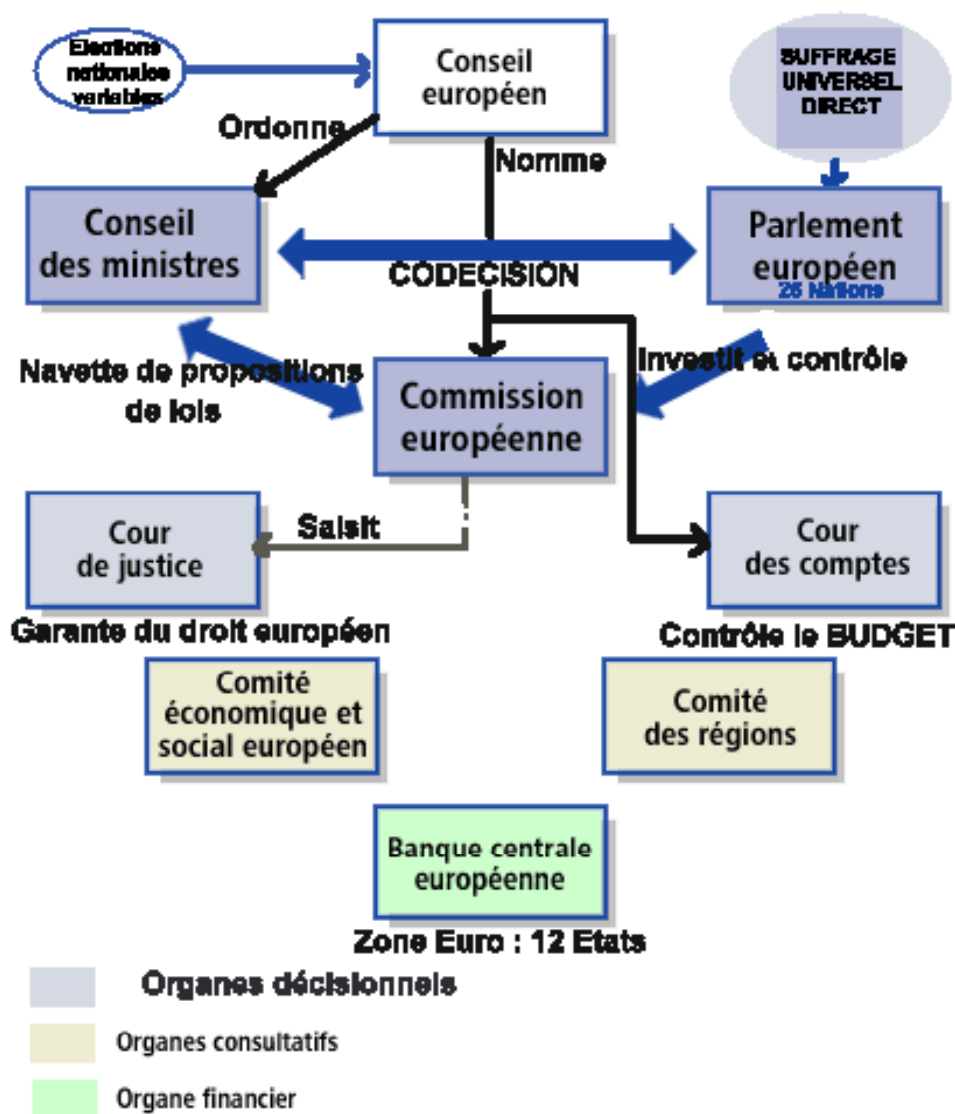 Elections
nationales
variables
Conseil
européen
SUFFRAGE
UNIVERSEL
DIRECT
Ordonne
Nomme
Conseil
des ministres
Parlement
européen
25 Nations
CODECISION
Navette de propositions
de lois
Investit et contrôle
Commission
européenne
Saisit
Cour
de justice
Cour
des comptes
Garante du droit européen
Contrôle le BUDGET
Comité
économique et
social européen
Comité
des régions
Banque centrale
européenne
Zone Euro : 12 Etats
Organes décisionnels
Organes consultatifs
Organe financier